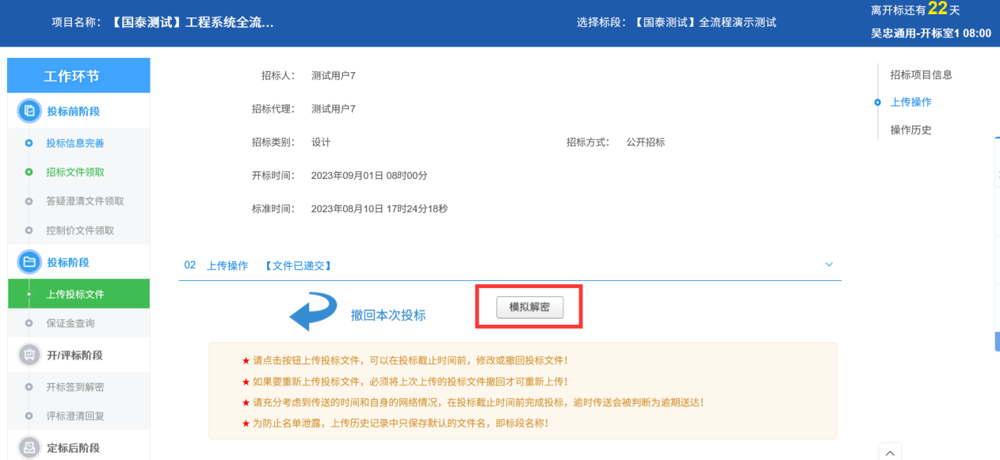 项目名称：【国泰测试】工程系统全流...
选择标段：【国泰测试】全流程演示测试
离开标还有22天
吴忠通用-开标室1 08:00
工作环节
投标前阶段
投标信息完善
招标文件领取
答疑澄清文件领取
控制价文件领取
投标阶段
上传投标文件
保证金查询
开/评标阶段
开标签到解密
评标澄清回复
定标后阶段
招标人： 测试用户7
招标代理： 测试用户7
招标类别： 设计 招标方式： 公开招标
开标时间： 2023年09月01日 08时00分
标准时间： 2023年08月10日 17时24分18秒
02 上传操作 【文件已递交】
撤回本次投标
模拟解密
★ 请点击按钮上传投标文件，可以在投标截止时间前，修改或撤回投标文件！
★ 如果要重新上传投标文件，必须将上次上传的投标文件撤回才可重新上传！
★ 请充分考虑到传送的时间和自身的网络情况，在投标截止时间前完成投标，逾时传送会被判断为逾期送达！
★ 为防止名单泄露，上传历史记录中只保存默认的文件名，即标段名称！
招标项目信息
上传操作
操作历史